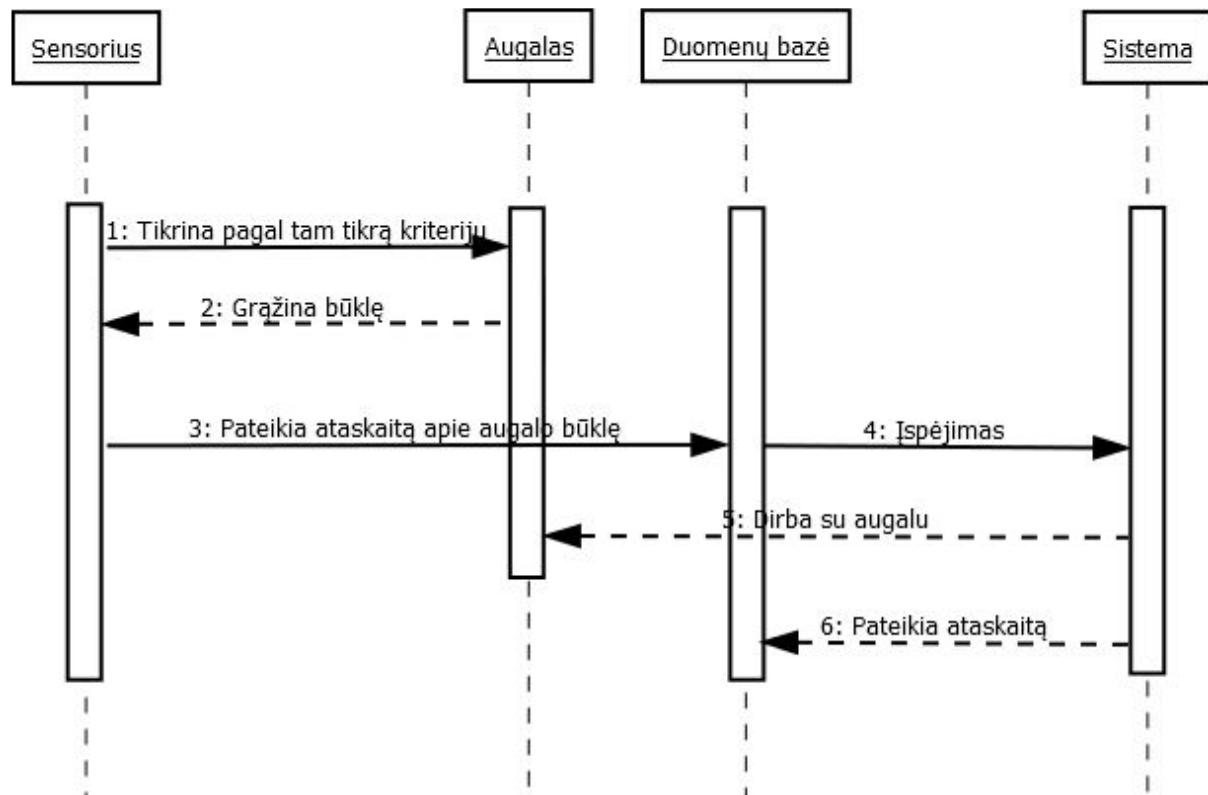 Sensorius
Augalas
Duomenų bazė
Sistema
1: Tikrina pagal tam tikrą kriterijų
2: Grąžina būklę
3: Pateikia ataskaitą apie augalo būklę
4: Įspėjimas
5: Dirba su augalu
6: Pateikia ataskaitą